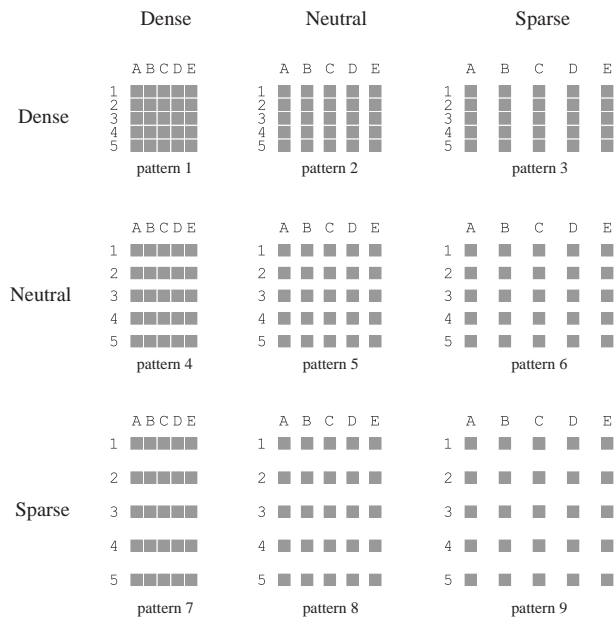 Dense Neutral Sparse
A B C D E A B C D E A B C D E
Dense
1 1 1
2 2 2
3 3 3
4 4 4
5 5 5
pattern 1 pattern 2 pattern 3
A B C D E A B C D E A B C D E
Neutral
1 1 1
2 2 2
3 3 3
4 4 4
5 5 5
pattern 4 pattern 5 pattern 6
A B C D E A B C D E A B C D E
Sparse
1 1 1
2 2 2
3 3 3
4 4 4
5 5 5
pattern 7 pattern 8 pattern 9